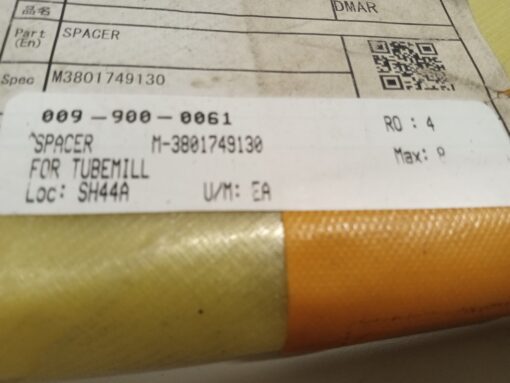 品名
DMAR
Part (En)
SPACER
Spec
M3801749130
009-900-0061
RO : 4
^SPACER M-3801749130
Max:
FOR TUBEMILL
Loc: SH44A U/M: EA